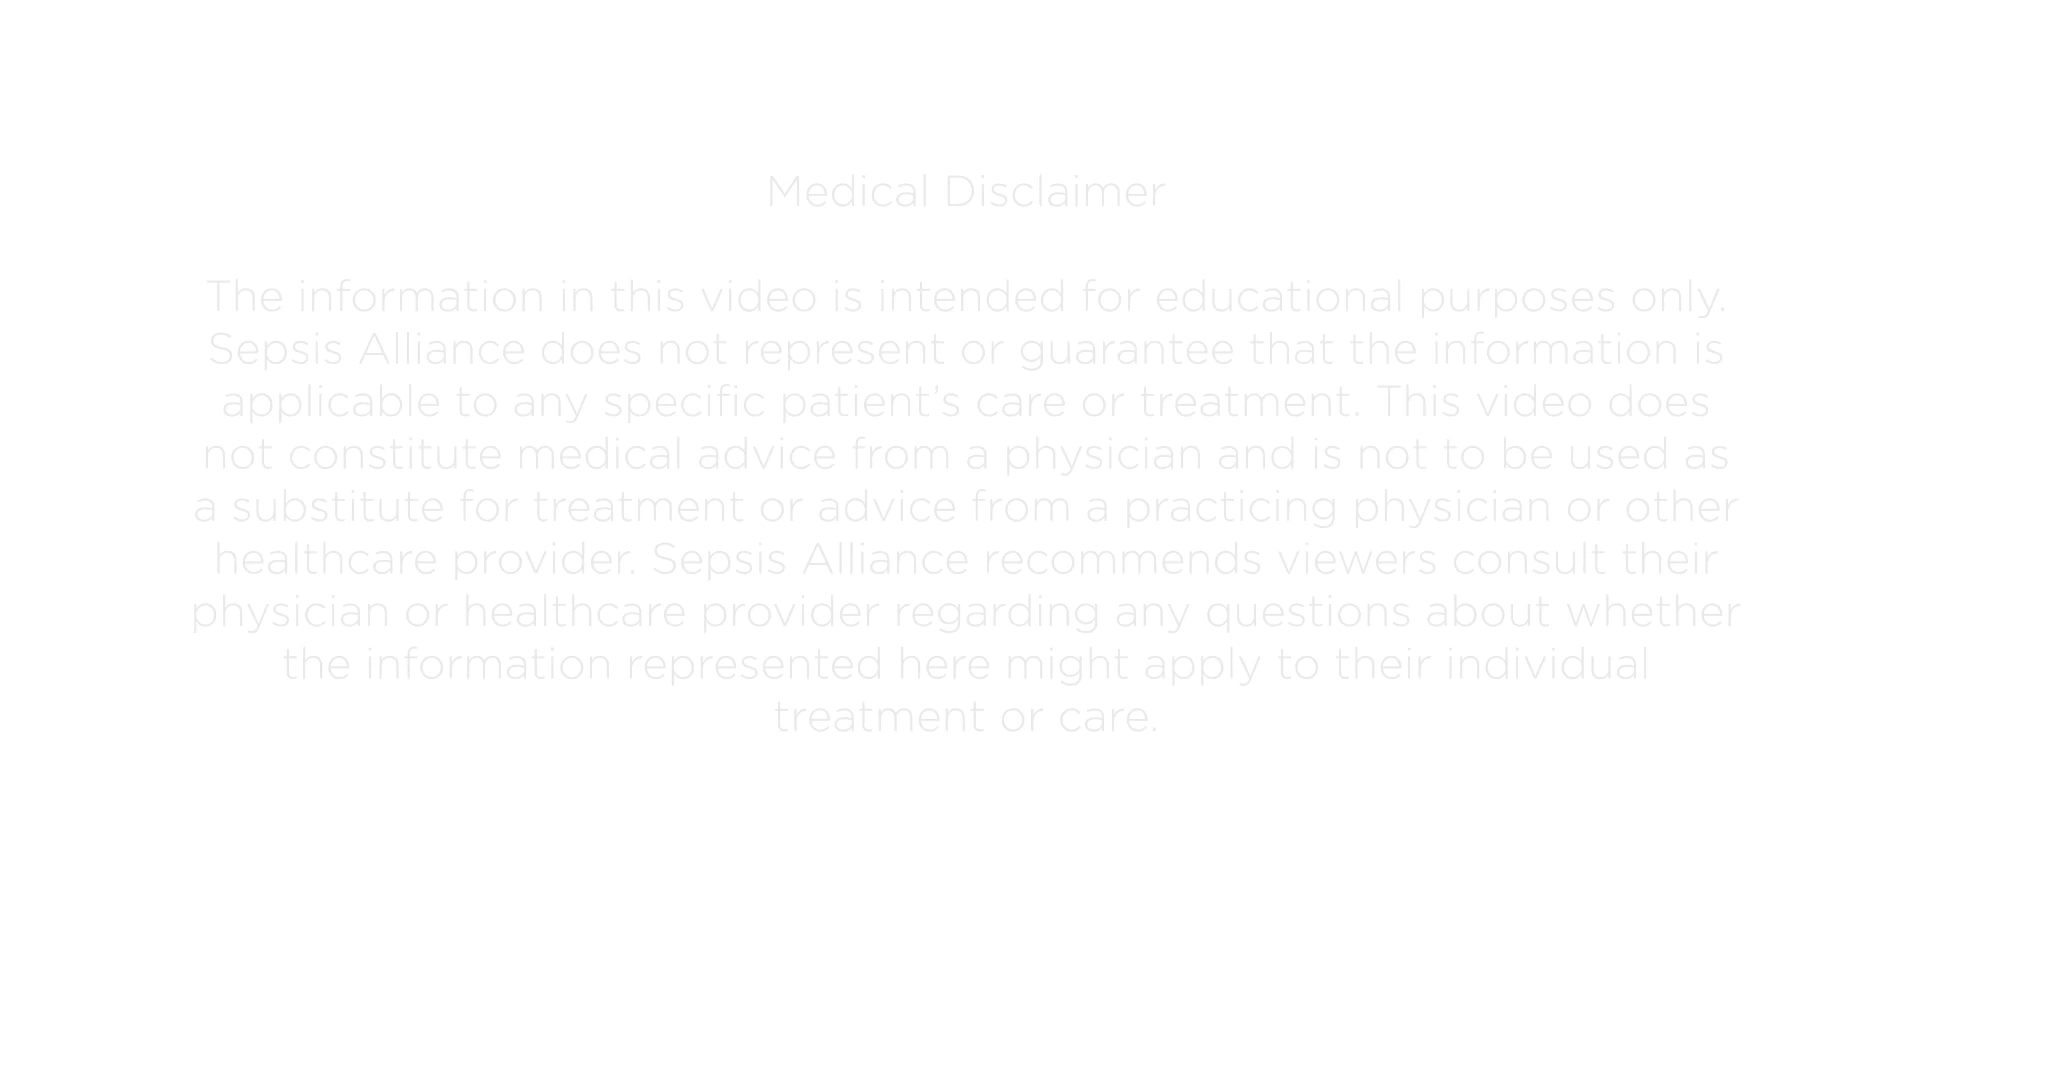 Medical Disclaimer
The information in this video is intended for educational purposes only.
Sepsis Alliance does not represent or guarantee that the information is
applicable to any specific patient’s care or treatment. This video does
not constitute medical advice from a physician and is not to be used as
a substitute for treatment or advice from a practicing physician or other
healthcare provider. Sepsis Alliance recommends viewers consult their
physician or healthcare provider regarding any questions about whether
the information represented here might apply to their individual
treatment or care.